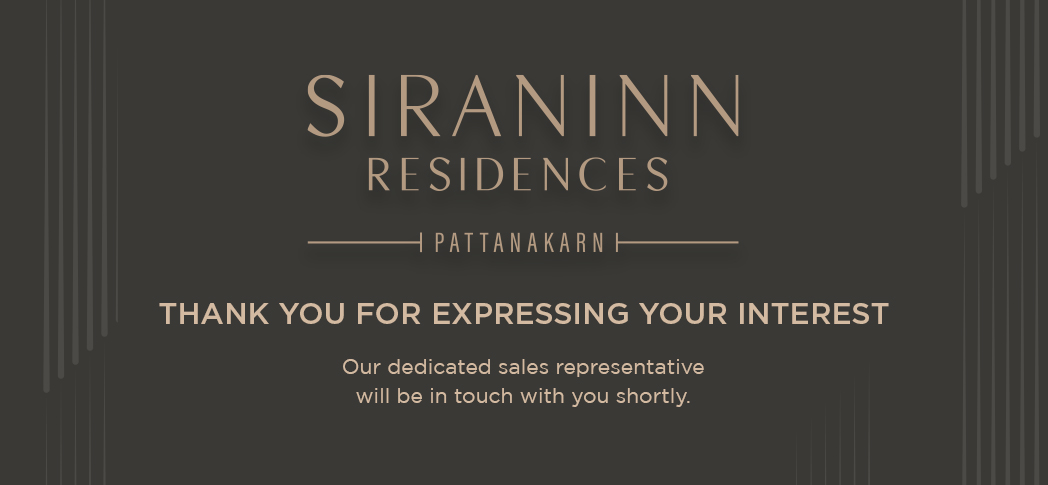 SIRANINN
RESIDENCES
PATTANAKARN
THANK YOU FOR EXPRESSING YOUR INTEREST
Our dedicated sales representative
will be in touch with you shortly.